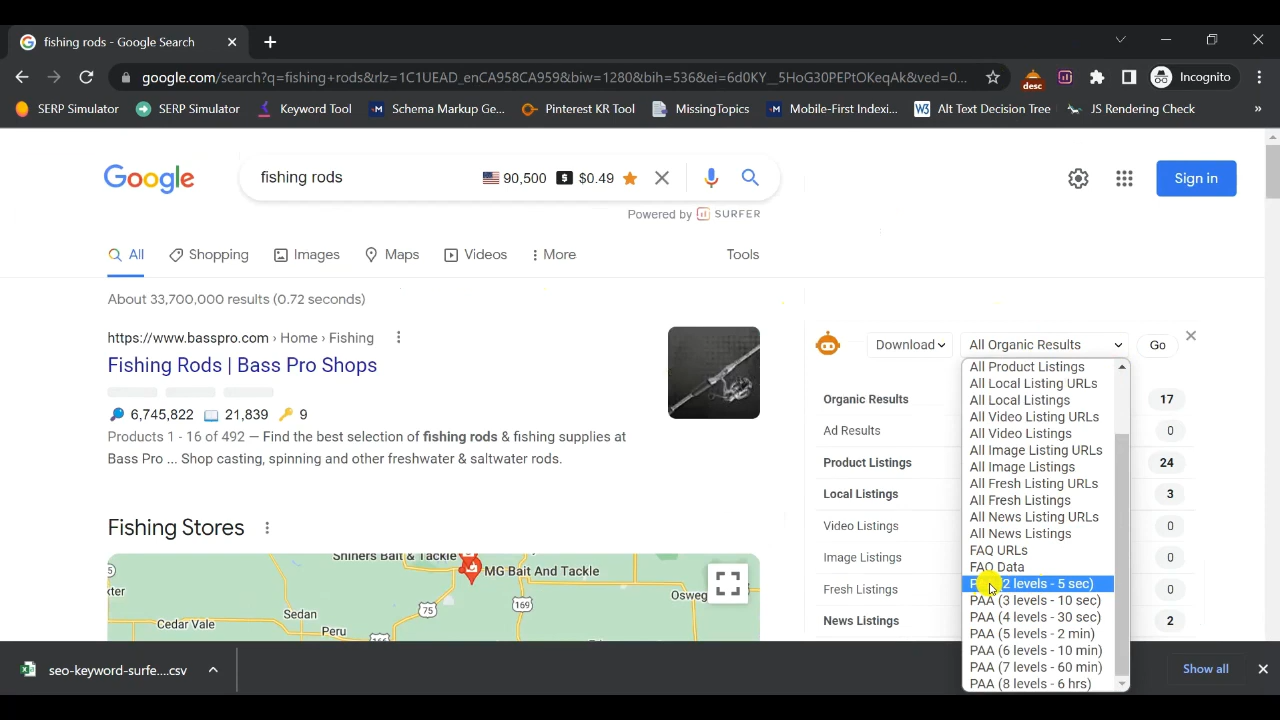 fishing rods - Google Search
google.com/search?q=fishing+rods&rlz=1C1UEAD_enCA958CA959&biw=1280&bih=536&ei=6d0KY__5HoG30PEPtOKeqAk&ved=0...
desc
Incognito
SERP Simulator
SERP Simulator
Keyword Tool
Schema Markup Ge...
Pinterest KR Tool
MissingTopics
Mobile-First Indexi...
Alt Text Decision Tree
JS Rendering Check
»
Google
fishing rods
90,500
$
$0.49
Sign in
Powered by SURFER
All
Shopping
Images
Maps
Videos
More
Tools
About 33,700,000 results (0.72 seconds)
https://www.basspro.com › Home › Fishing
Fishing Rods | Bass Pro Shops
6,745,822 21,839 9
Products 1 - 16 of 492 — Find the best selection of fishing rods & fishing supplies at
Bass Pro ... Shop casting, spinning and other freshwater & saltwater rods.
Fishing Stores
Shiners Bait & Tackle
MG Bait And Tackle
75
169
166
Sedan
Peru
Cedar Vale
Osweg
Download
All Organic Results
Go
Organic Results 17
Ad Results 0
Product Listings 24
Local Listings 3
Video Listings 0
Image Listings 0
Fresh Listings 0
News Listings 2
All Product Listings
All Local Listing URLs
All Local Listings
All Video Listing URLs
All Video Listings
All Image Listing URLs
All Image Listings
All Fresh Listing URLs
All Fresh Listings
All News Listing URLs
All News Listings
FAQ URLs
FAQ Data
2 levels - 5 sec)
PAA (3 levels - 10 sec)
PAA (4 levels - 30 sec)
PAA (5 levels - 2 min)
PAA (6 levels - 10 min)
PAA (7 levels - 60 min)
PAA (8 levels - 6 hrs)
seo-keyword-surfe....csv
Show all